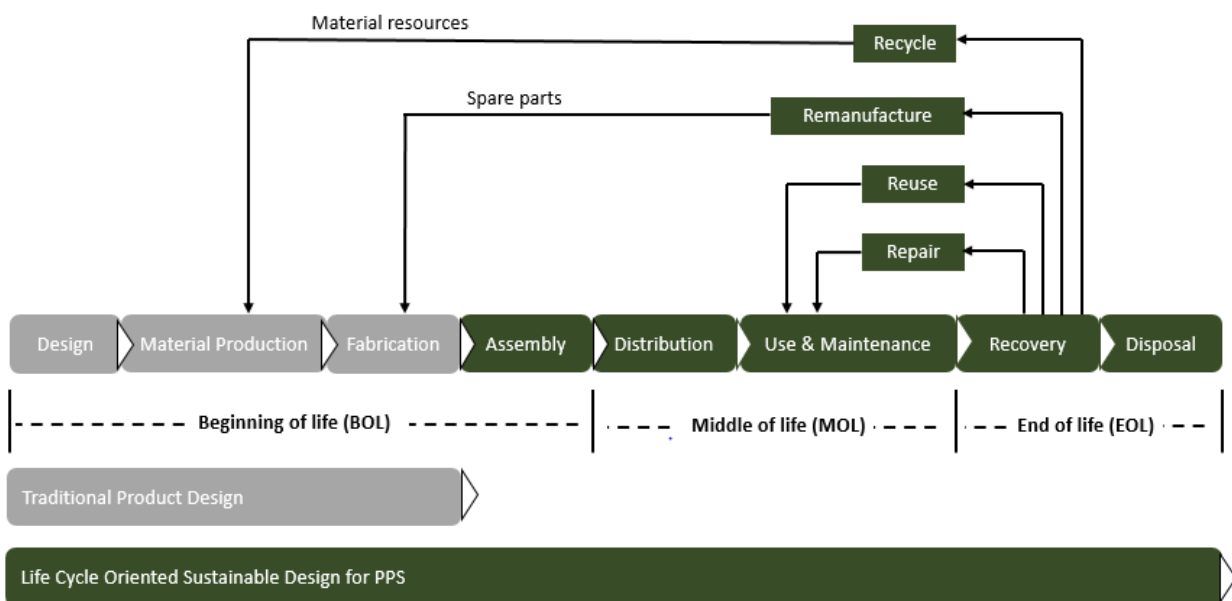 Material resources
Recycle
Spare parts
Remanufacture
Reuse
Repair
Design
Material Production
Fabrication
Assembly
Distribution
Use & Maintenance
Recovery
Disposal
Beginning of life (BOL)
Middle of life (MOL)
End of life (EOL)
Traditional Product Design
Life Cycle Oriented Sustainable Design for PPS